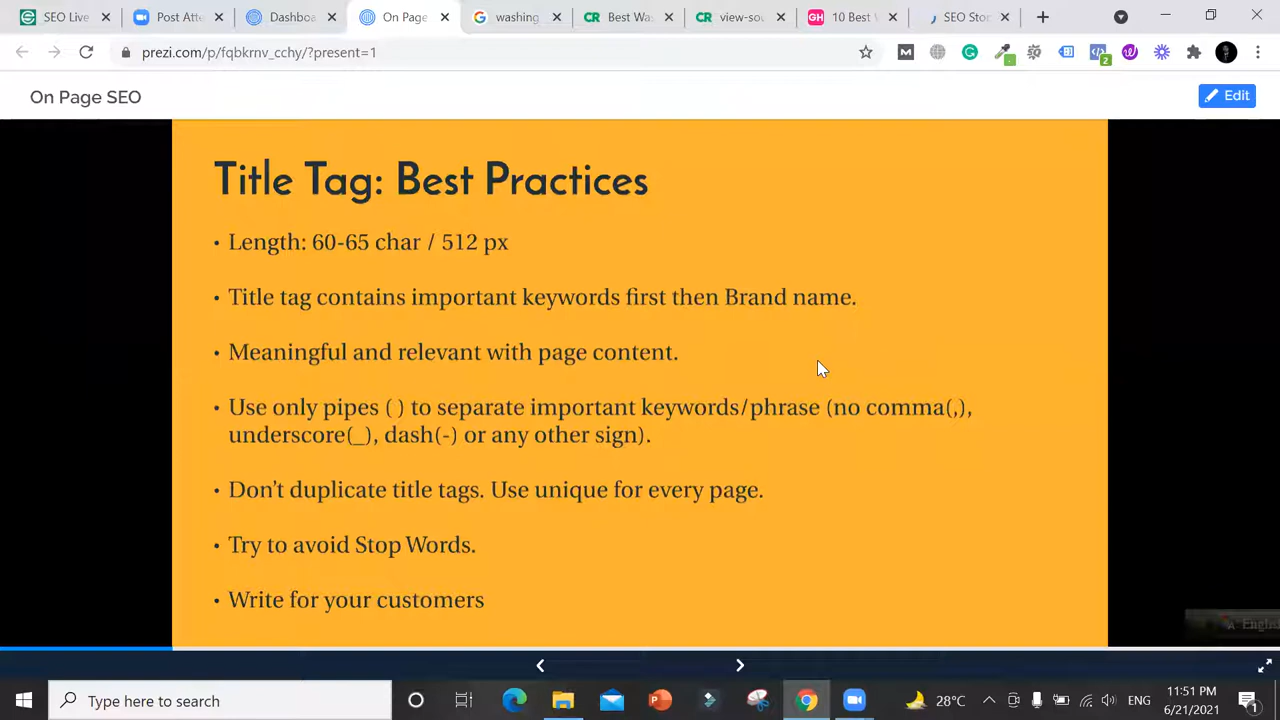 SEO Live
Post Atte
Dashboa
On Page
washing
Best Wa
view-sou
10 Best V
SEO Stor
prezi.com/p/fqbkrnv_cchy/?present=1
On Page SEO
Edit
Title Tag: Best Practices
• Length: 60-65 char / 512 px
• Title tag contains important keywords first then Brand name.
• Meaningful and relevant with page content.
• Use only pipes ( ) to separate important keywords/phrase (no comma(,),
underscore(_), dash(-) or any other sign).
• Don't duplicate title tags. Use unique for every page.
• Try to avoid Stop Words.
• Write for your customers
Type here to search
28°C
ENG
11:51 PM
6/21/2021